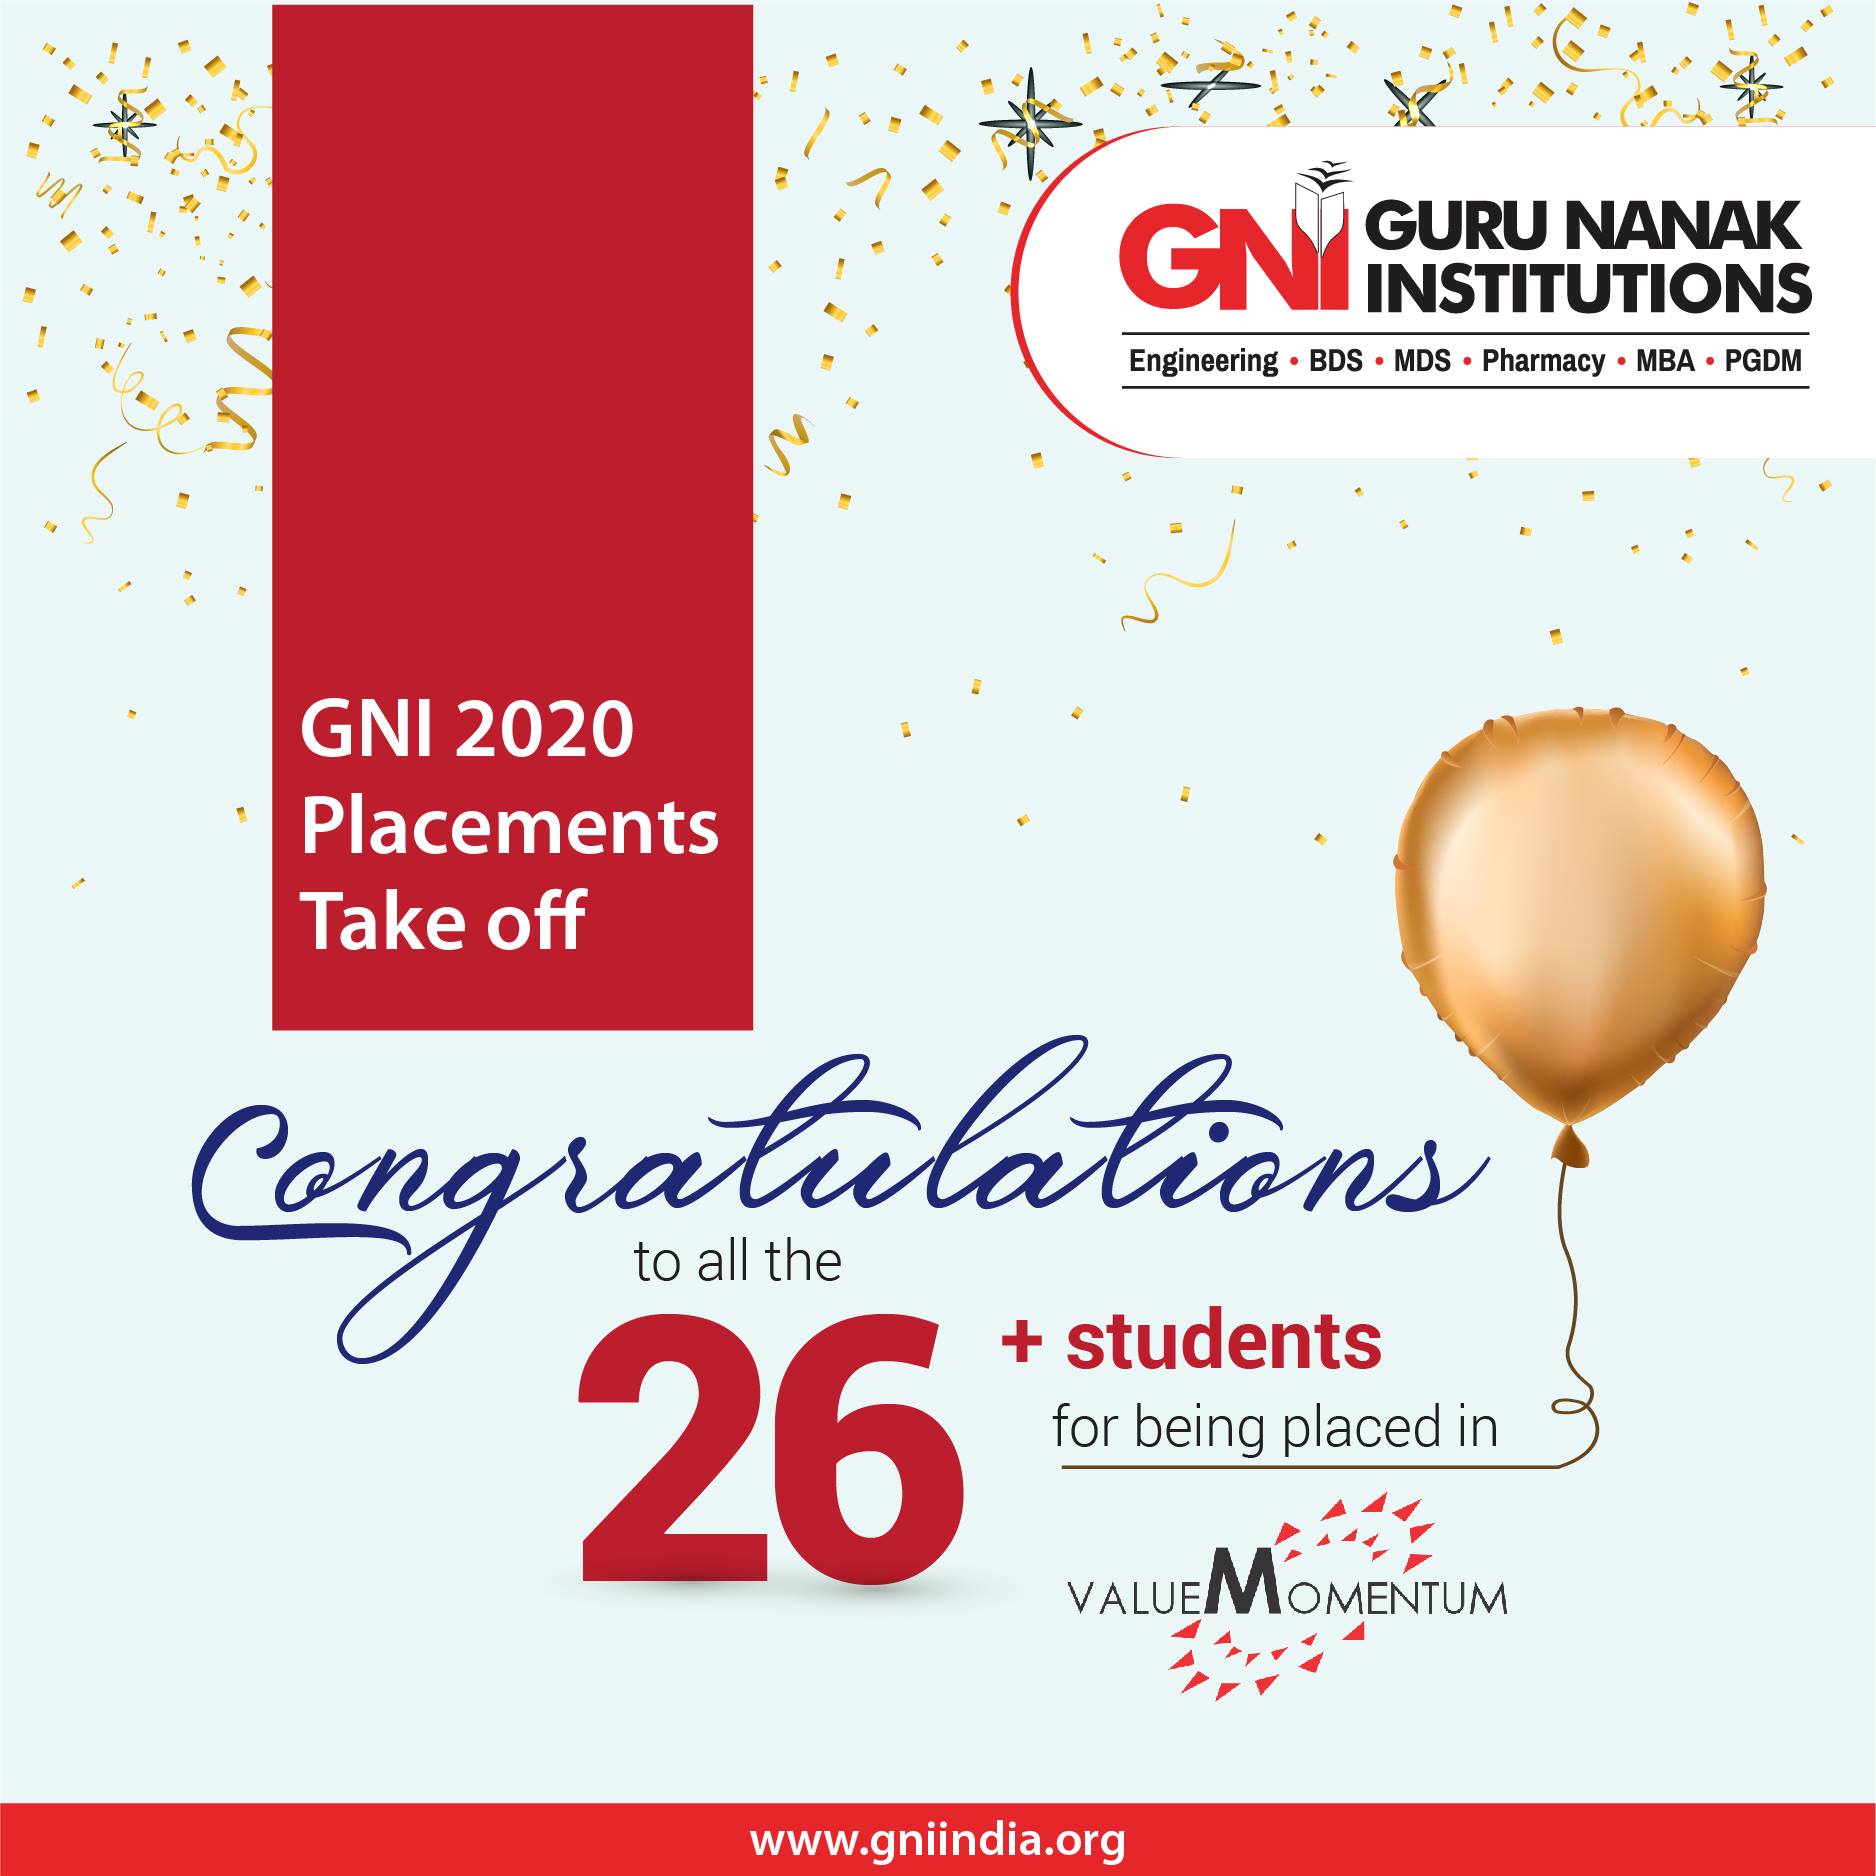 GNI GURU NANAK
INSTITUTIONS
Engineering • BDS • MDS • Pharmacy • MBA • PGDM
GNI 2020
Placements
Take off
Congratulations
to all the
26 + students
for being placed in
VALUEMOMENTUM
www.gniindia.org